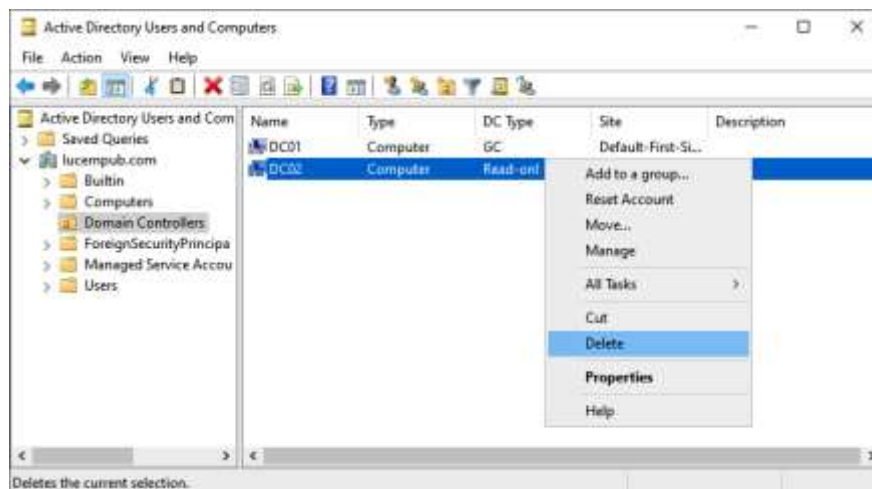 Active Directory Users and Computers
File Action View Help
Active Directory Users and Com
Saved Queries
lucempub.com
Builtin
Computers
Domain Controllers
ForeignSecurityPrincipa
Managed Service Accou
Users
Name Type DC Type Site Description
DC01 Computer GC Default-First-Si...
DC02 Computer Read-onl
Add to a group...
Reset Account
Move...
Manage
All Tasks
Cut
Delete
Properties
Help
Deletes the current selection.